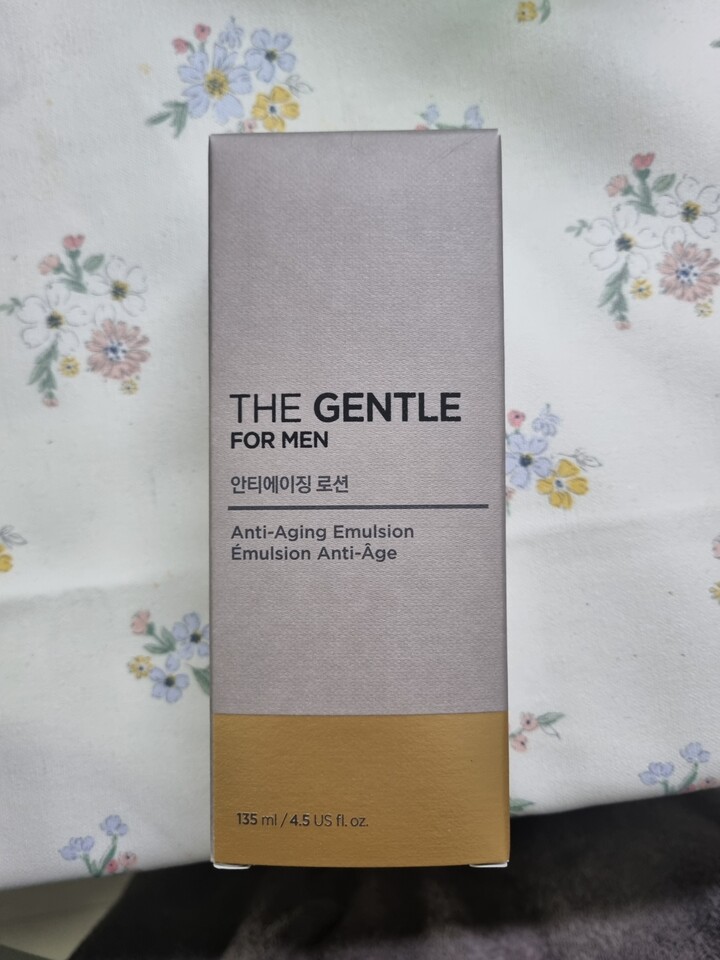 THE GENTLE
FOR MEN
안티에이징 로션
Anti-Aging Emulsion
Émulsion Anti-Âge
135 ml / 4.5 US fl. oz.